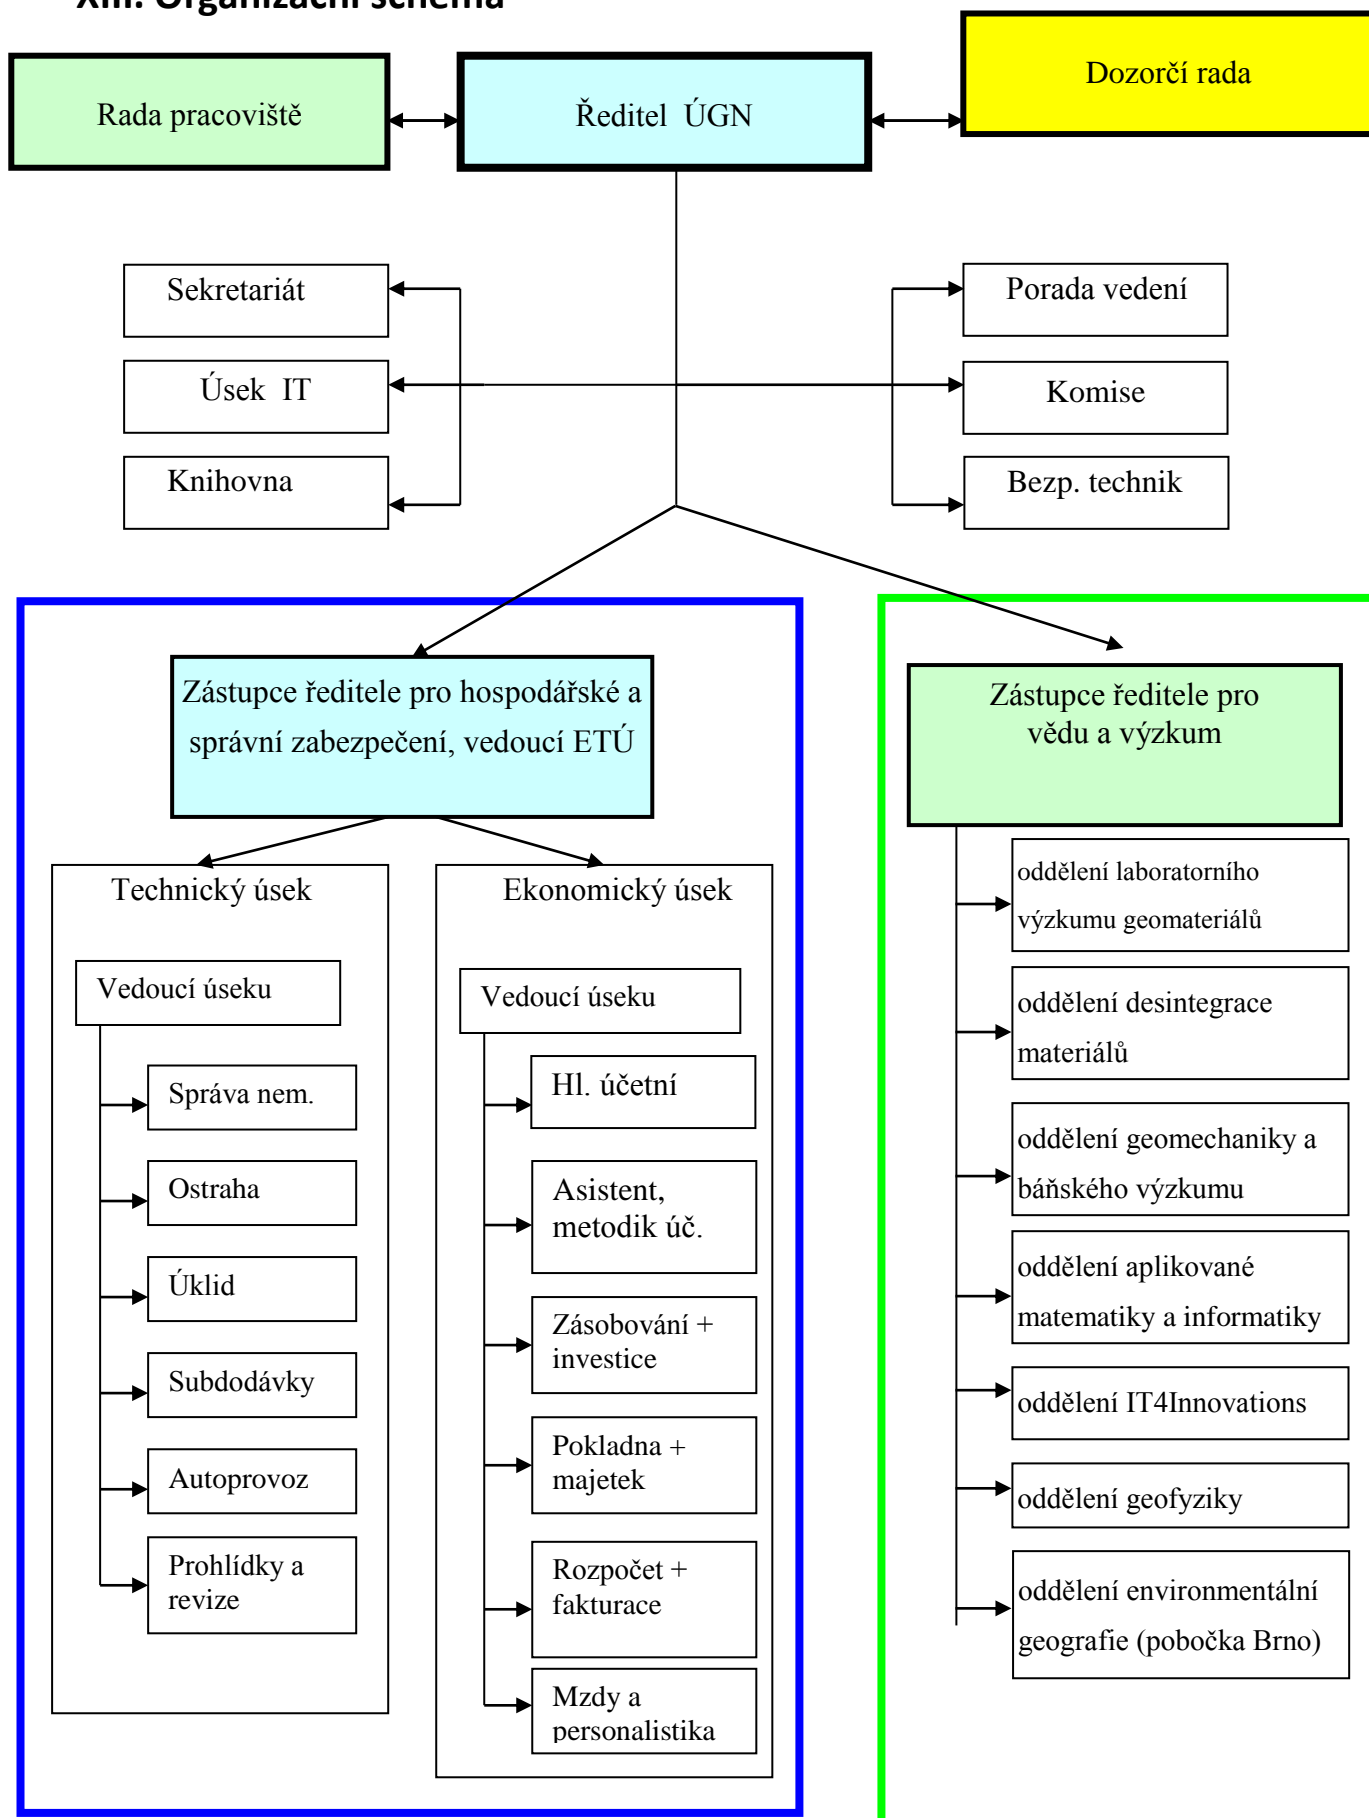 XIII. Organizační schéma
Rada pracoviště
Ředitel ÚGN
Dozorčí rada
Sekretariát
Úsek IT
Knihovna
Porada vedení
Komise
Bezp. technik
Zástupce ředitele pro hospodářské a
správní zabezpečení, vedoucí ETÚ
Technický úsek
Vedoucí úseku
Správa nem.
Ostraha
Úklid
Subdodávky
Autoprovoz
Prohlídky a
revize
Ekonomický úsek
Vedoucí úseku
Hl. účetní
Asistent,
metodik úč.
Zásobování +
investice
Pokladna +
majetek
Rozpočet +
fakturace
Mzdy a
personalistika
Zástupce ředitele pro
vědu a výzkum
oddělení laboratorního
výzkumu geomateriálů
oddělení desintegrace
materiálů
oddělení geomechaniky a
báňského výzkumu
oddělení aplikované
matematiky a informatiky
oddělení IT4Innovations
oddělení geofyziky
oddělení environmentální
geografie (pobočka Brno)